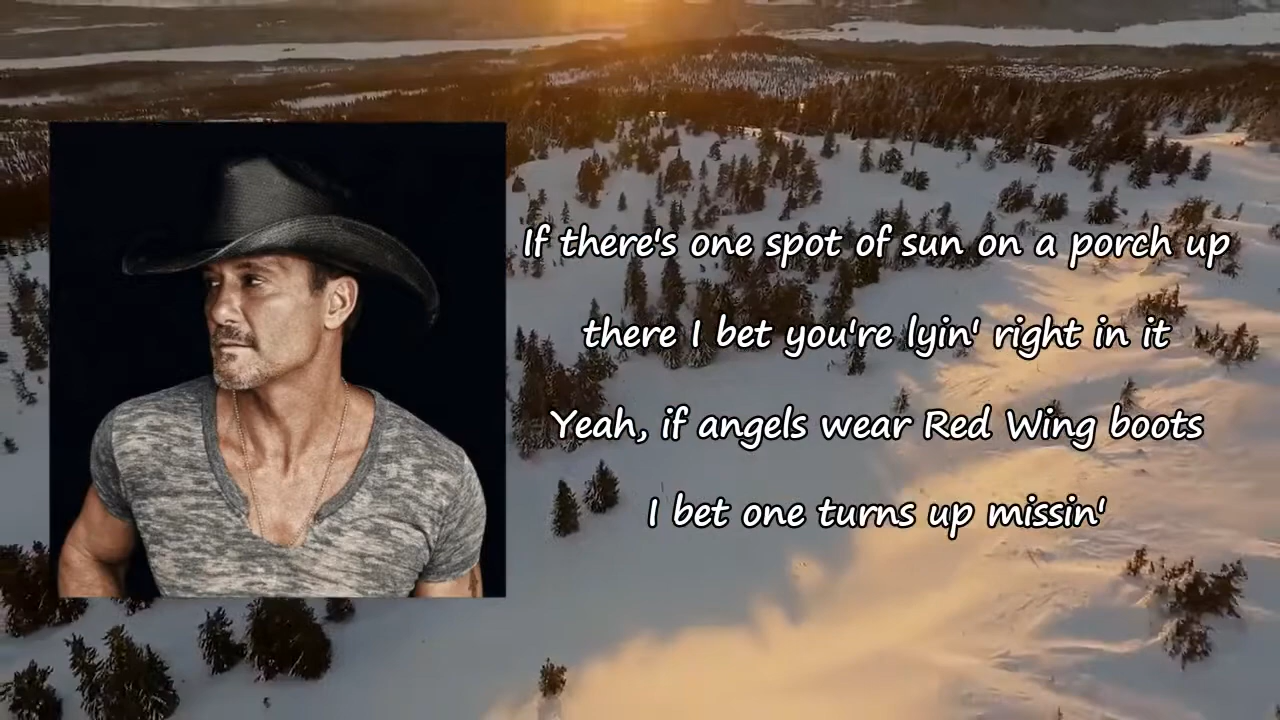 If there's one spot of sun on a porch up
there I bet you're lyin' right in it
Yeah, if angels wear Red Wing boots
I bet one turns up missin'